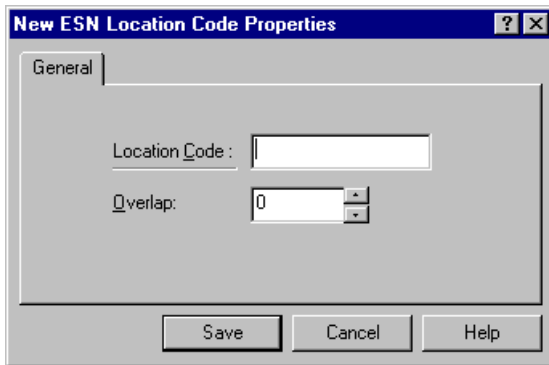 New ESN Location Code Properties
General
Location Code :
Overlap: 0
Save Cancel Help